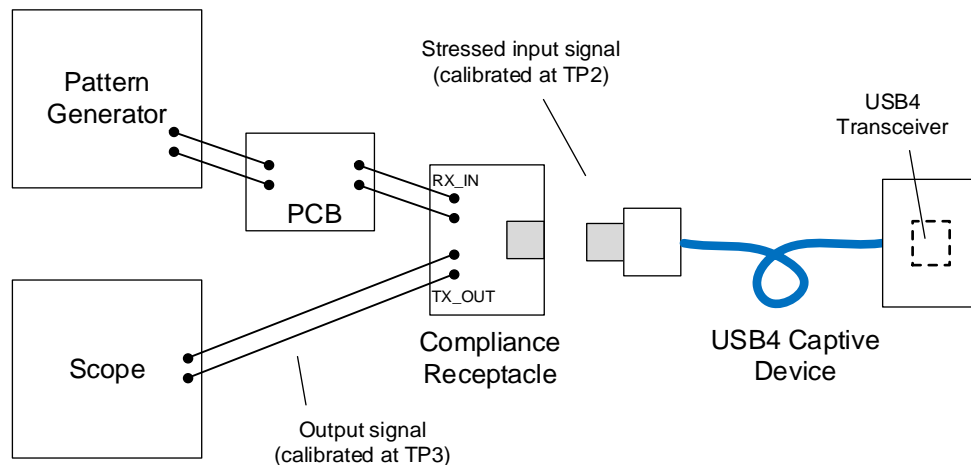 Pattern
Generator
PCB
Stressed input signal
(calibrated at TP2)
USB4
Transceiver
RX_IN
TX_OUT
Compliance
Receptacle
USB4 Captive
Device
Scope
Output signal
(calibrated at TP3)